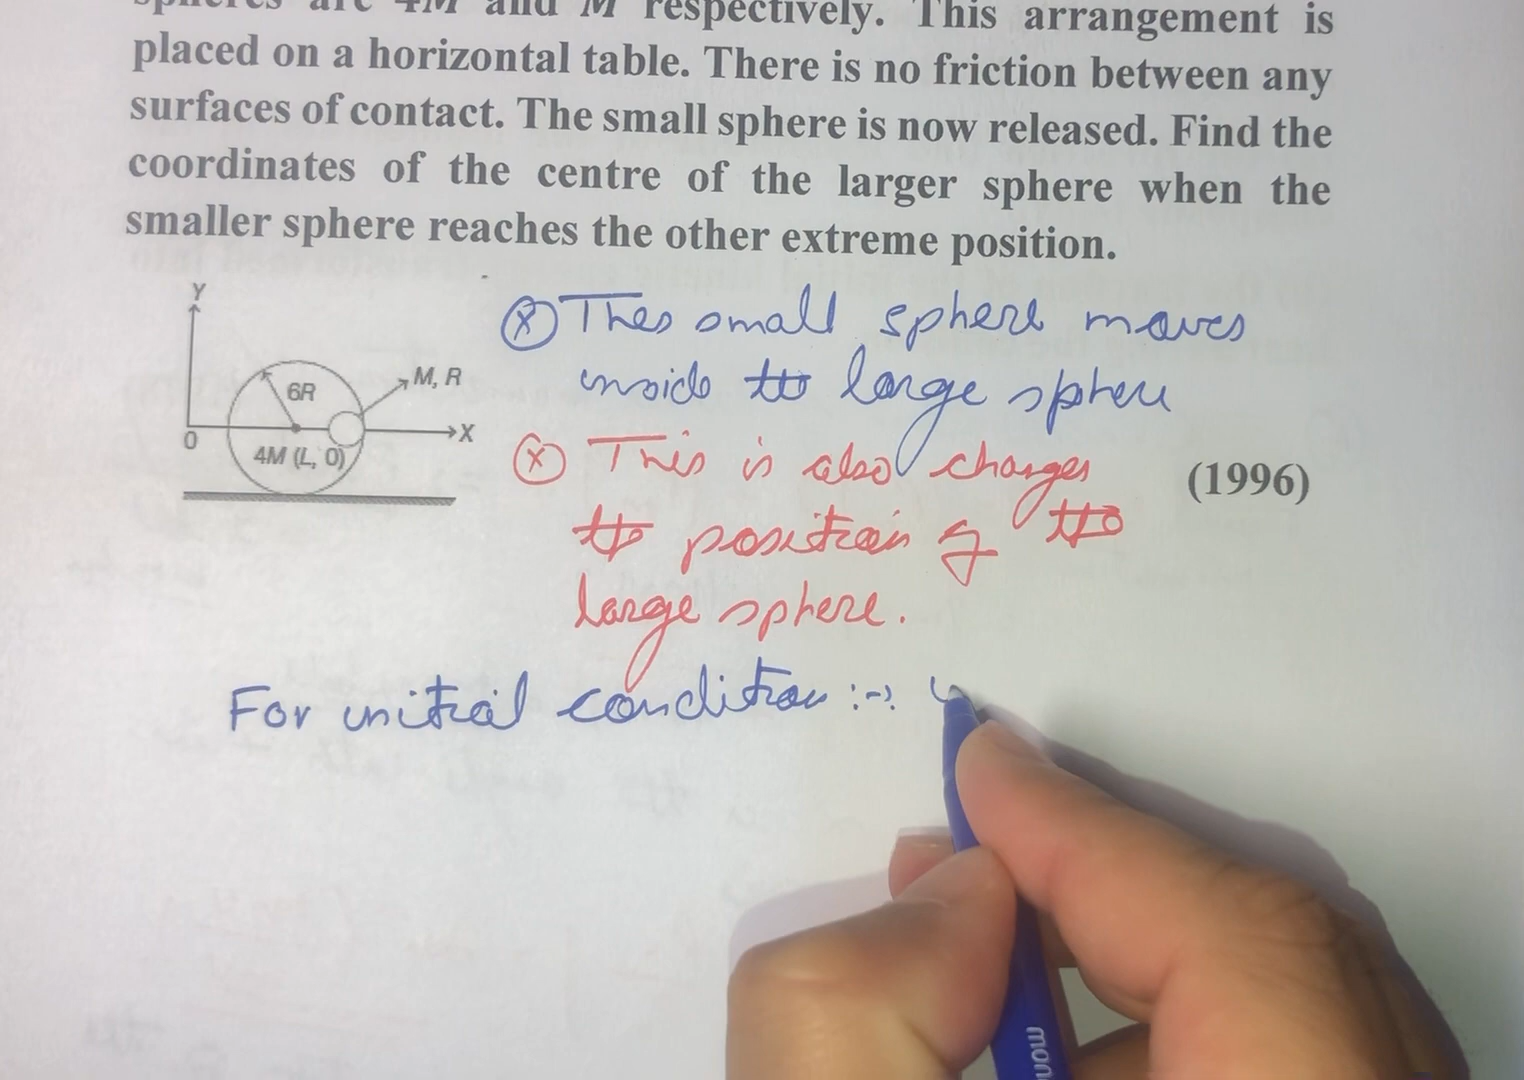 spheres are 4M and M respectively. This arrangement is
placed on a horizontal table. There is no friction between any
surfaces of contact. The small sphere is now released. Find the
coordinates of the centre of the larger sphere when the
smaller sphere reaches the other extreme position.
Y
6R
M, R
0
X
4M (L, 0)
(1996)
(x) Thes small sphere moves
inside the large sphere
(x) This is also changes
the position of the
large sphere.
For initial condition :→
mon